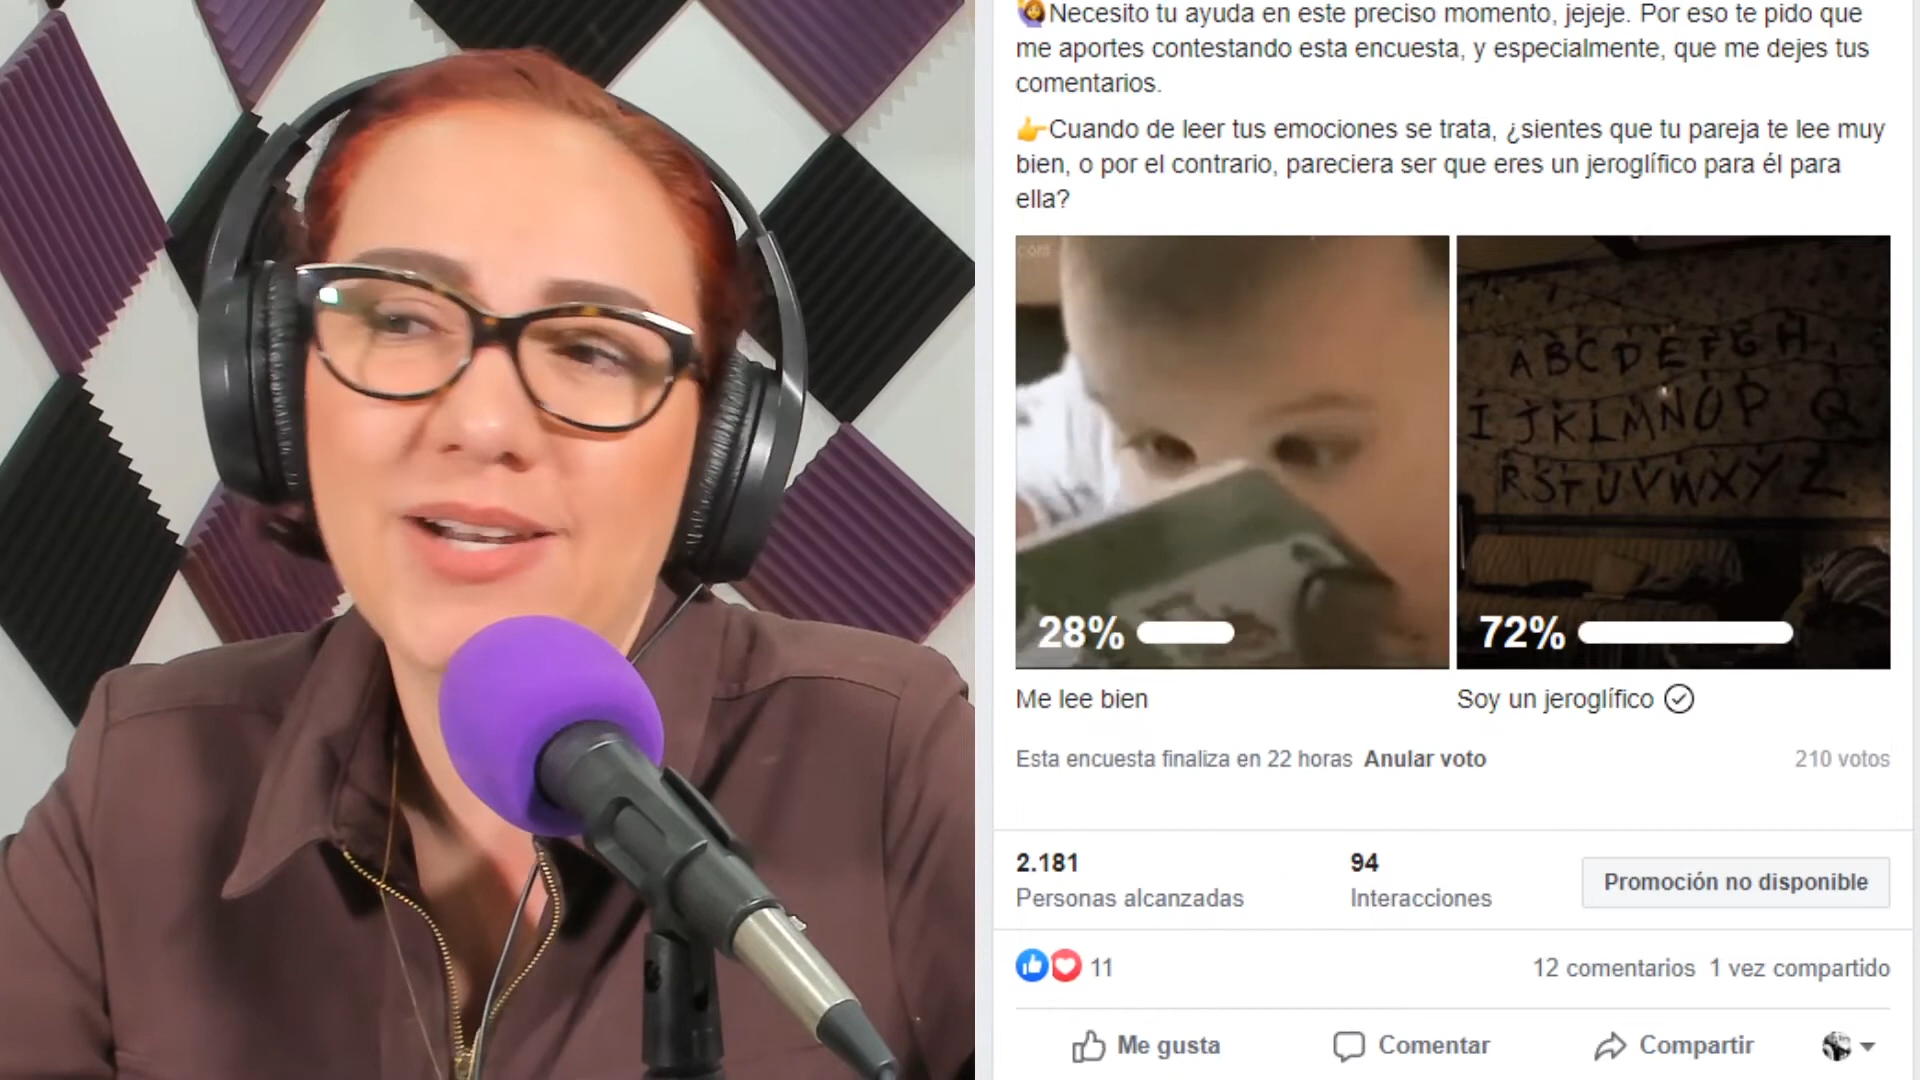 🙋‍♀️Necesito tu ayuda en este preciso momento, jejeje. Por eso te pido que
me aportes contestando esta encuesta, y especialmente, que me dejes tus
comentarios.
👉Cuando de leer tus emociones se trata, ¿sientes que tu pareja te lee muy
bien, o por el contrario, pareciera ser que eres un jeroglífico para él para
ella?
com
A B C D E F G H
I J K L M N O P Q
R S T U V W X Y Z
28%
72%
Me lee bien
Soy un jeroglífico
Esta encuesta finaliza en 22 horas Anular voto
210 votos
2.181
Personas alcanzadas
94
Interacciones
Promoción no disponible
11
12 comentarios 1 vez compartido
Me gusta
Comentar
Compartir